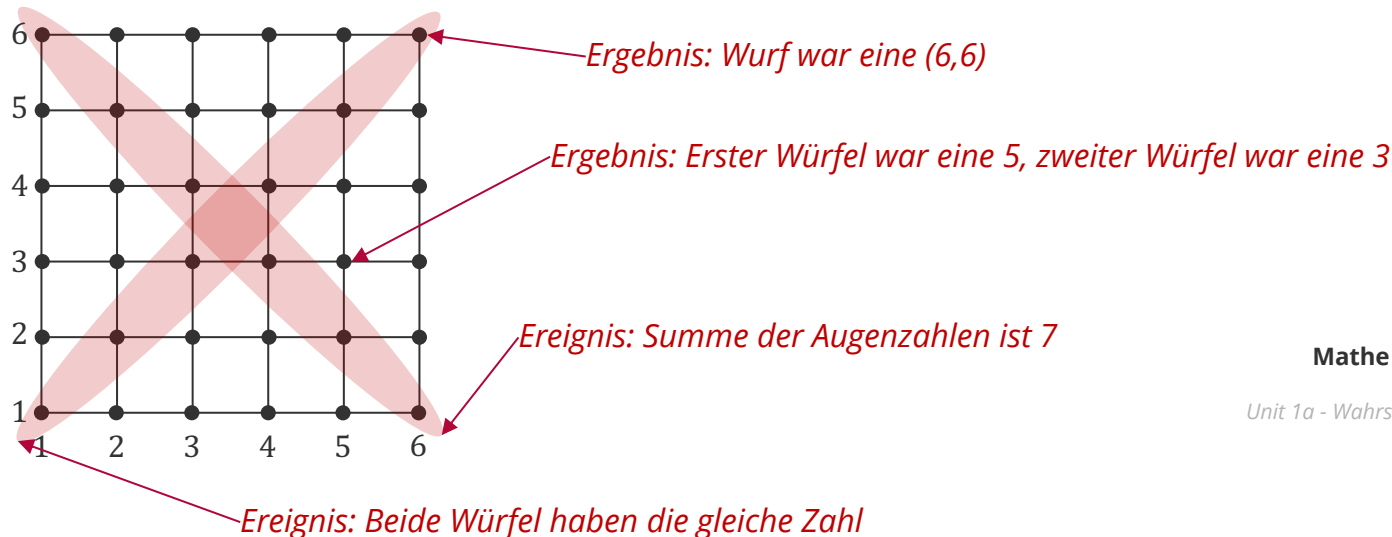 6
Ergebnis: Wurf war eine (6,6)
5
Ergebnis: Erster Würfel war eine 5, zweiter Würfel war eine 3
4
3
2
Ereignis: Summe der Augenzahlen ist 7
Mathe
1
Unit 1a - Wahrs
1 2 3 4 5 6
Ereignis: Beide Würfel haben die gleiche Zahl